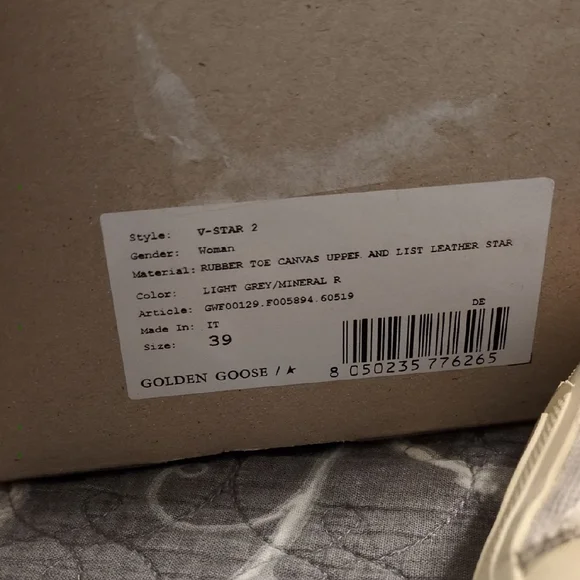 Style: V-STAR 2
Gender: Woman
Material: RUBBER TOE CANVAS UPPER AND LIST LEATHER STAR
Color: LIGHT GREY/MINERAL R
Article: GWF00129.F005894.60519
Made In: IT
Size: 39
DE
8 050235 776265
GOLDEN GOOSE /